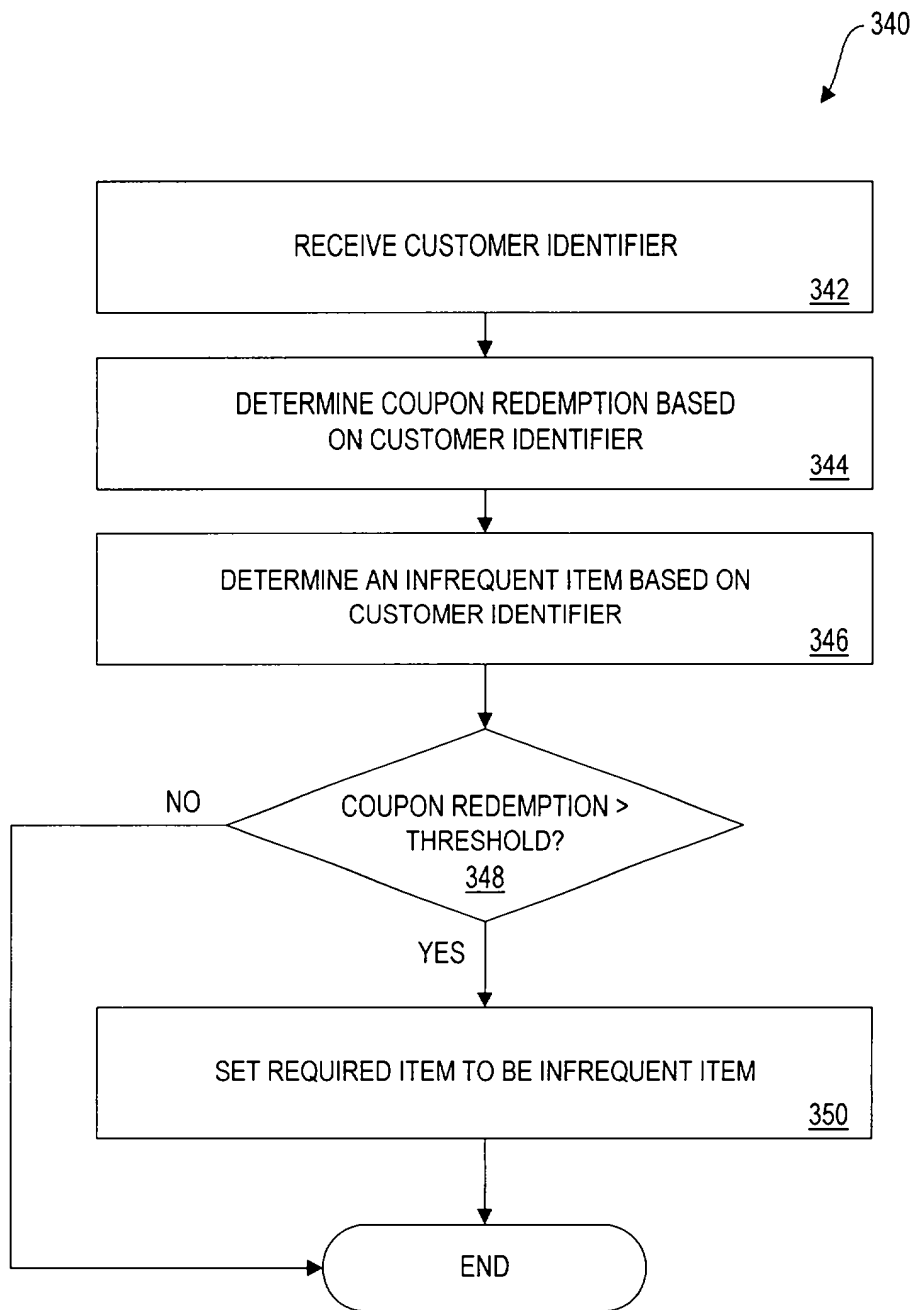 340
RECEIVE CUSTOMER IDENTIFIER
342
DETERMINE COUPON REDEMPTION BASED
ON CUSTOMER IDENTIFIER
344
DETERMINE AN INFREQUENT ITEM BASED ON
CUSTOMER IDENTIFIER
346
NO
COUPON REDEMPTION >
THRESHOLD?
348
YES
SET REQUIRED ITEM TO BE INFREQUENT ITEM
350
END